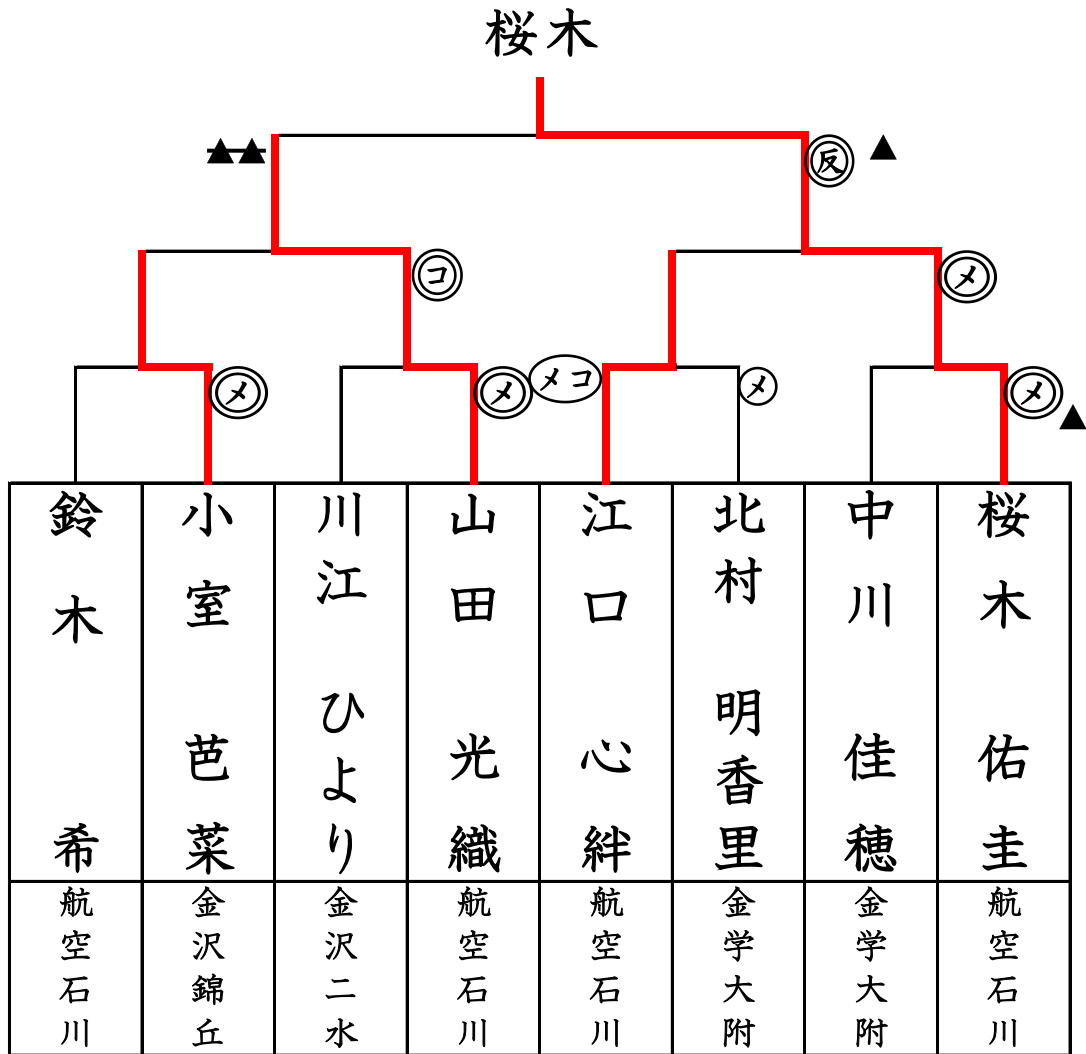 桜木
▲▲
反
▲
コ
メ
メ
メ
メコ
メ
メ
▲
鈴木 希
小室 芭菜
川江 ひより
山田 光織
江口 心絆
北村 明香里
中川 佳穂
桜木 佑圭
航空石川
金沢錦丘
金沢二水
航空石川
航空石川
金学大附
金学大附
航空石川